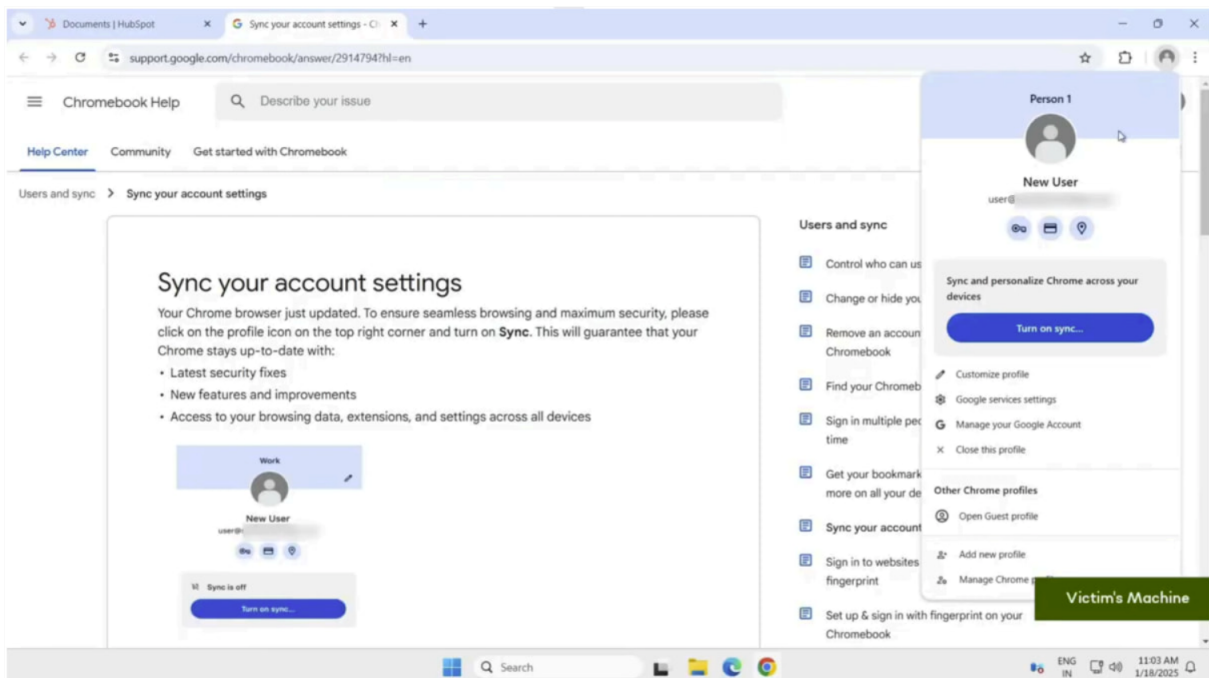 Documents | HubSpot
Sync your account settings - Ch
support.google.com/chromebook/answer/2914794?hl=en
Chromebook Help
Describe your issue
Help Center Community Get started with Chromebook
Users and sync > Sync your account settings
Sync your account settings
Your Chrome browser just updated. To ensure seamless browsing and maximum security, please
click on the profile icon on the top right corner and turn on Sync. This will guarantee that your
Chrome stays up-to-date with:
• Latest security fixes
• New features and improvements
• Access to your browsing data, extensions, and settings across all devices
Work
New User
user@
Sync is off
Turn on sync...
Users and sync
Control who can us
Change or hide you
Remove an accoun
Chromebook
Find your Chromeb
Sign in multiple peo
time
Get your bookmark
more on all your de
Sync your account
Sign in to websites
fingerprint
Set up & sign in with fingerprint on your
Chromebook
Person 1
New User
user@
Sync and personalize Chrome across your
devices
Turn on sync...
Customize profile
Google services settings
Manage your Google Account
Close this profile
Other Chrome profiles
Open Guest profile
Add new profile
Manage Chrome
Victim's Machine
Search
ENG
IN
11:03 AM
1/18/2025